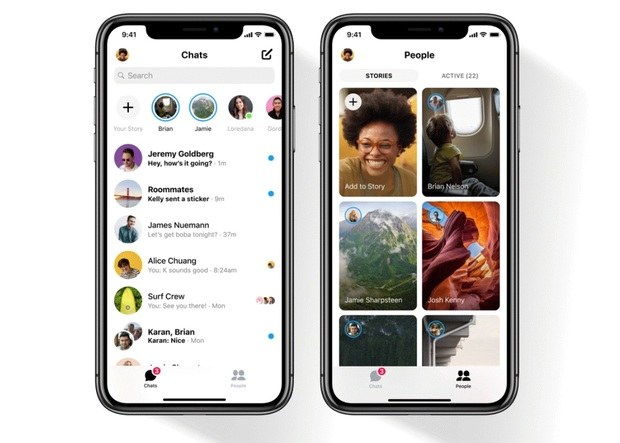 9:41
Chats
Search
Your Story
Brian
Jamie
Loredana
Jeremy Goldberg
Hey, how's it going? · 1m
Roommates
Kelly sent a sticker · 9m
James Nuemann
Let's get boba tonight? · 37m
Alice Chuang
You: K sounds good · 8:24am
Surf Crew
You: See you there! · Mon
Karan, Brian
Karan: Nice · Mon
3
Chats
People
9:41
People
STORIES
ACTIVE (22)
Add to Story
Brian Nelson
Jamie Sharpsteen
Josh Kenny
3
Chats
People